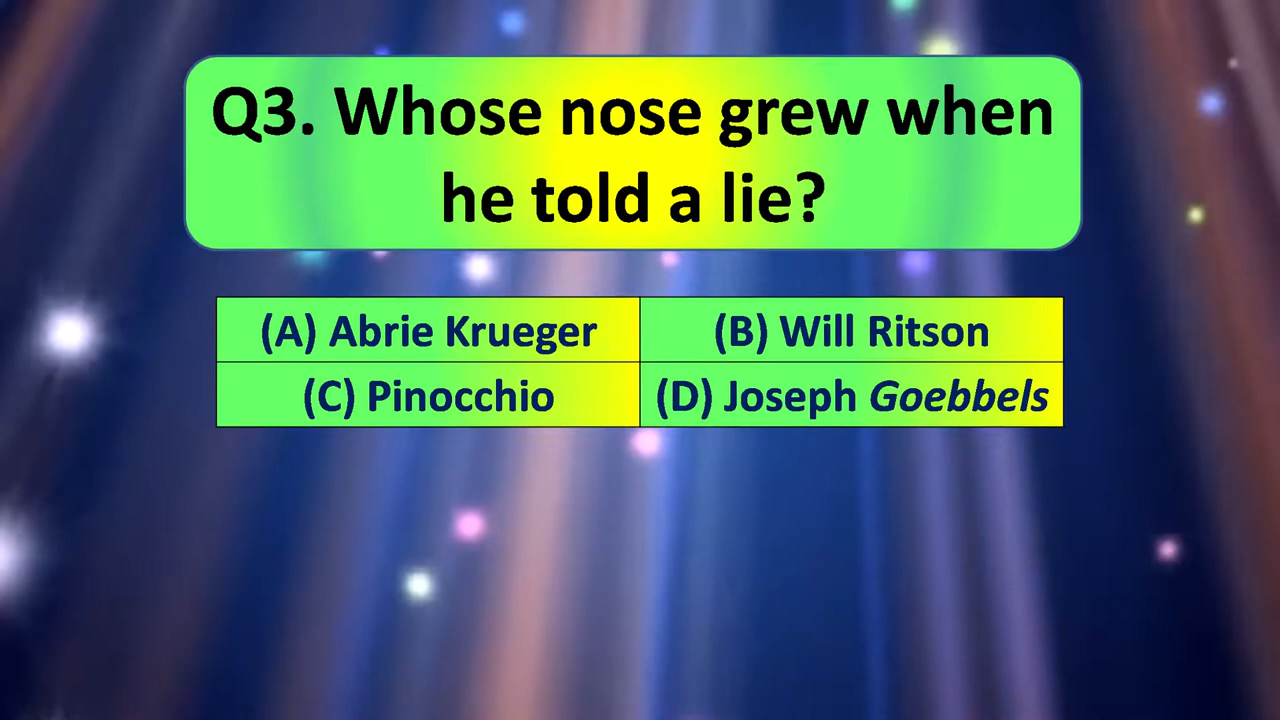 Q3. Whose nose grew when
he told a lie?
(A) Abrie Krueger
(B) Will Ritson
(C) Pinocchio
(D) Joseph Goebbels